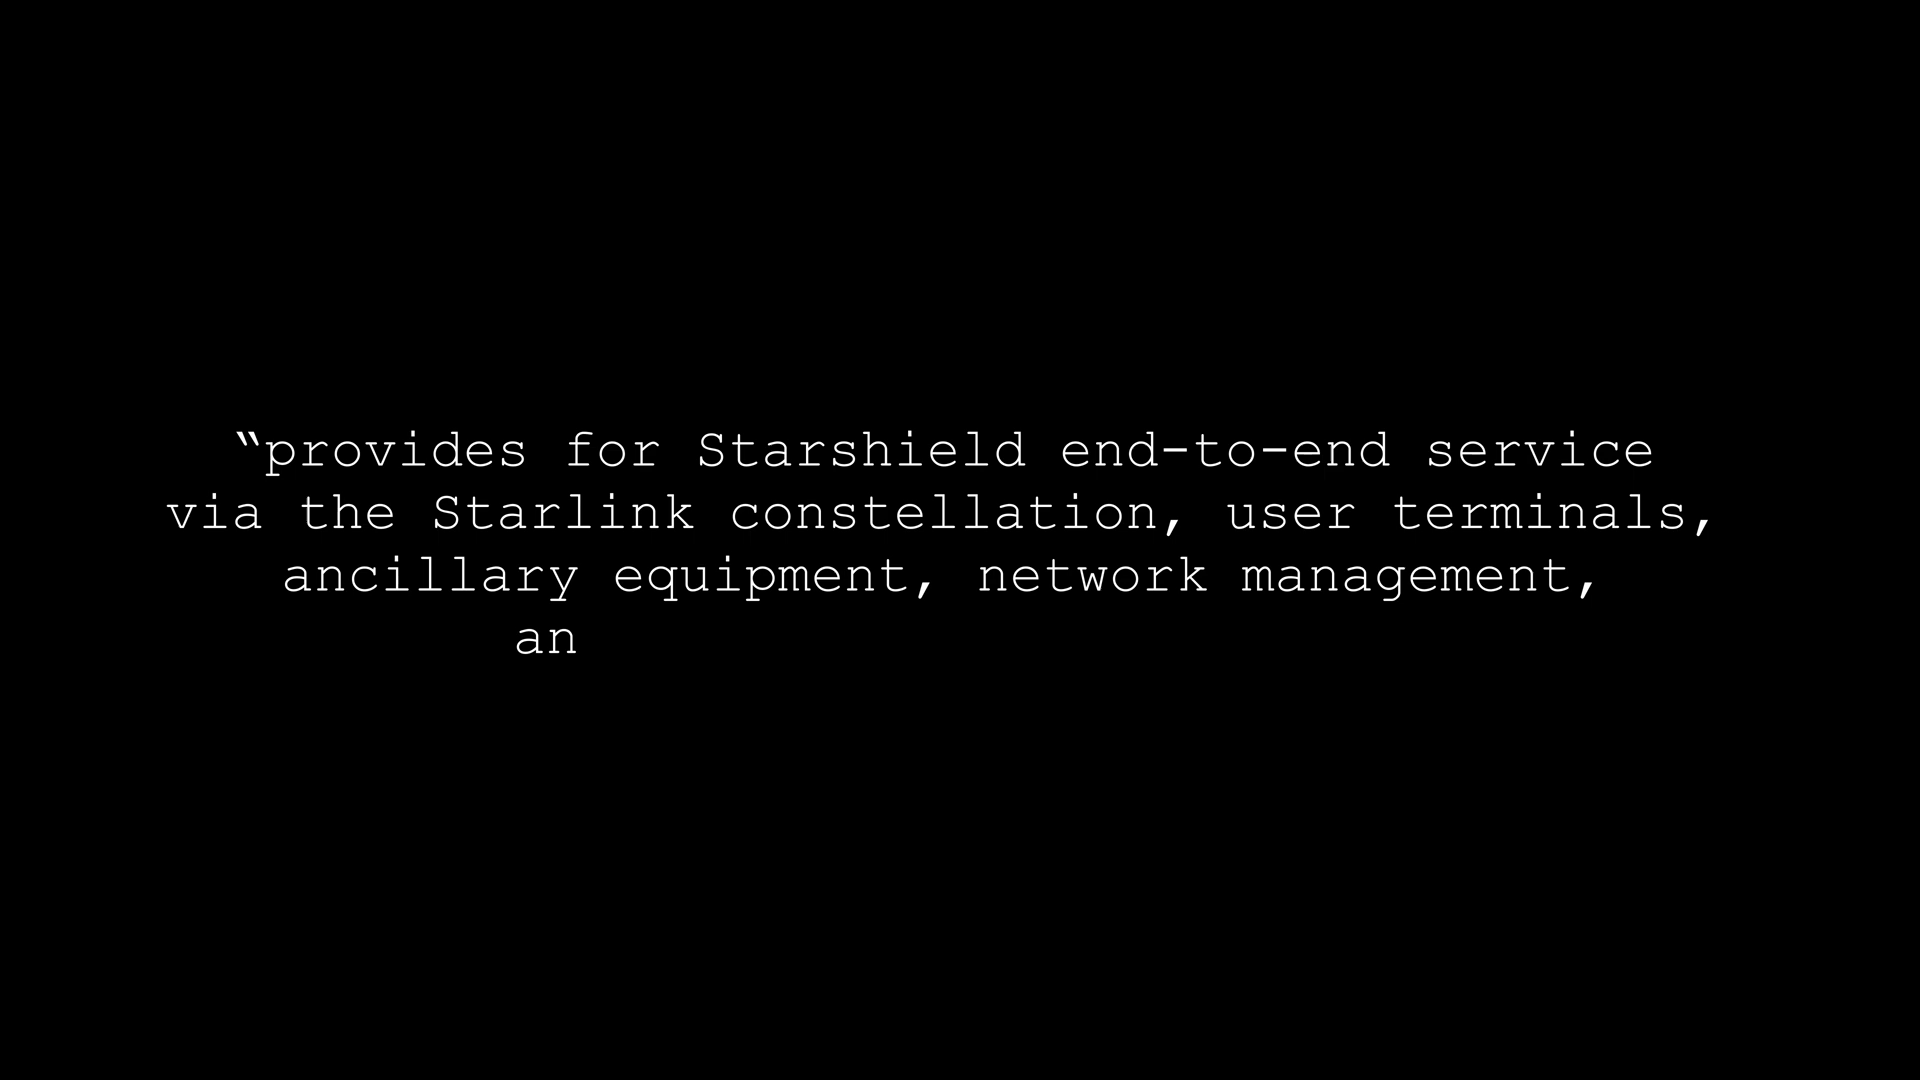 “provides for Starshield end-to-end service
via the Starlink constellation, user terminals,
ancillary equipment, network management,
an